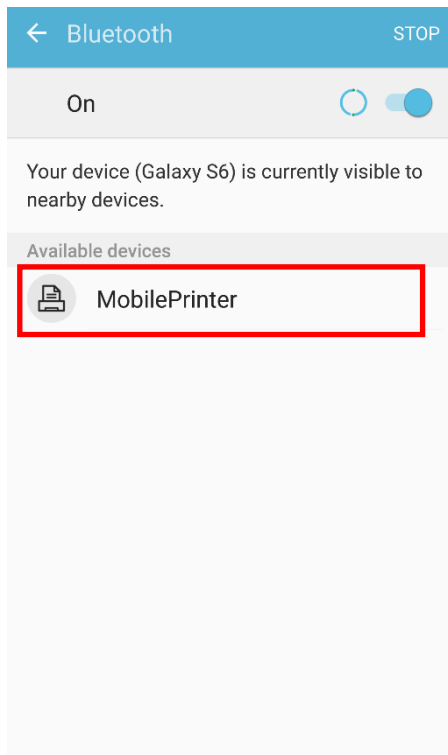 Bluetooth STOP
On
Your device (Galaxy S6) is currently visible to
nearby devices.
Available devices
MobilePrinter